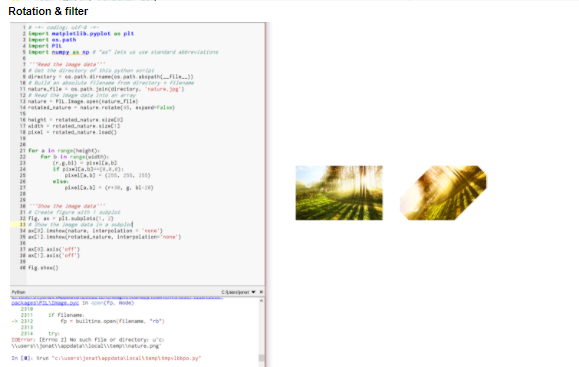 Rotation & filter
1 # -*- coding: utf-8 -*-
2 import matplotlib.pyplot as plt
3 import os.path
4 import PIL
5 import numpy as np # "as" lets us use standard abbreviations
6
7 '''Read the image data'''
8 # Get the directory of this python script
9 directory = os.path.dirname(os.path.abspath(__file__))
10 # Build an absolute filename from directory + filename
11 nature_file = os.path.join(directory, 'nature.jpg')
12 # Read the image data into an array
13 nature = PIL.Image.open(nature_file)
14 rotated_nature = nature.rotate(45, expand=False)
15
16 height = rotated_nature.size[0]
17 width = rotated_nature.size[1]
18 pixel = rotated_nature.load()
19
20
21 for a in range(height):
22 for b in range(width):
23 (r,g,bl) = pixel[a,b]
24 if pixel[a,b]==(0,0,0):
25 pixel[a,b] = (255, 255, 255)
26 else:
27 pixel[a,b] = (r+30, g, bl-20)
28
29
30 '''Show the image data'''
31 # Create figure with 1 subplot
32 fig, ax = plt.subplots(1, 2)
33 # Show the image data in a subplot
34 ax[0].imshow(nature, interpolation = 'none')
35 ax[1].imshow(rotated_nature, interpolation='none')
36
37 ax[0].axis('off')
38 ax[1].axis('off')
39
40 fig.show()
Python
C:\Users\jonat
packages\PIL\Image.pyc in open(fp, mode)
2310
2311 if filename:
-> 2312 fp = builtins.open(filename, "rb")
2313
2314 try:
IOError: [Errno 2] No such file or directory: u'c:
\\users\\jonat\\appdata\\local\\temp\\nature.png'
In [8]: %run "c:\users\jonat\appdata\local\temp\tmpvlbbpo.py"